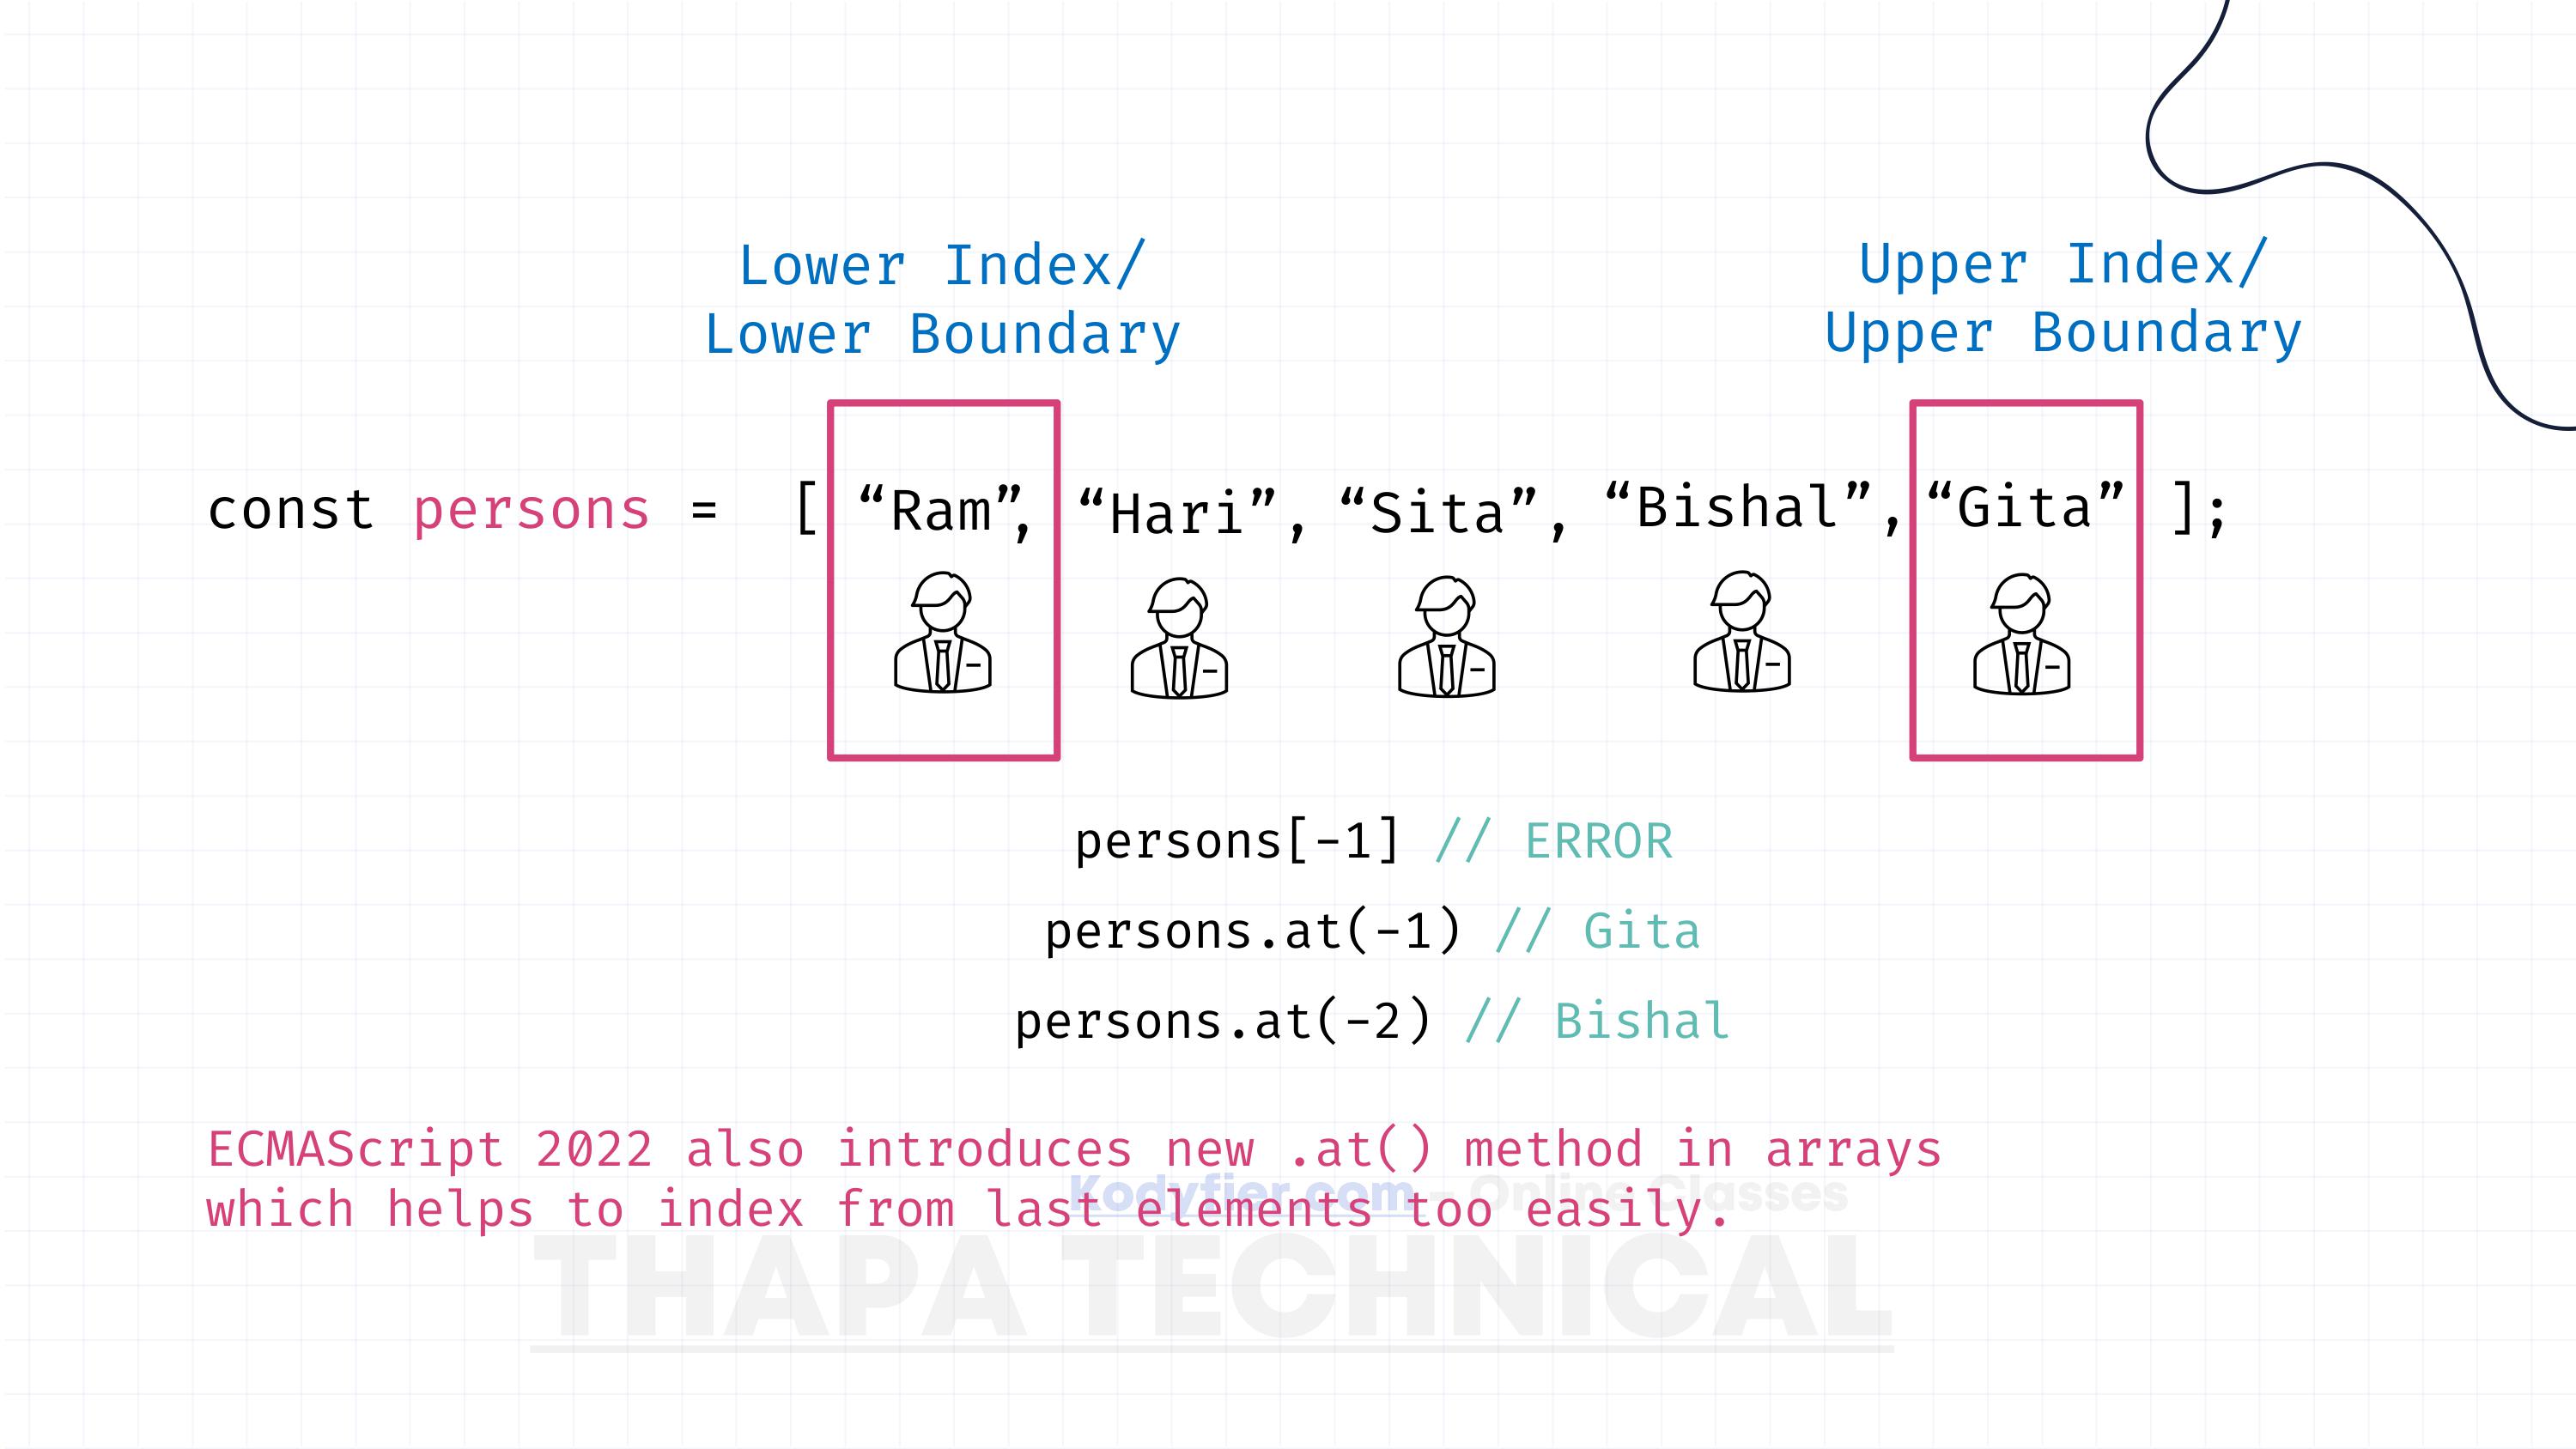 Lower Index/
Lower Boundary
Upper Index/
Upper Boundary
const persons = [ “Ram”, “Hari”, “Sita”, “Bishal”, “Gita” ];
persons[-1] // ERROR
persons.at(-1) // Gita
persons.at(-2) // Bishal
ECMAScript 2022 also introduces new .at() method in arrays
which helps to index from last elements too easily.
Kodyfier.com - Online Classes
THAPA TECHNICAL